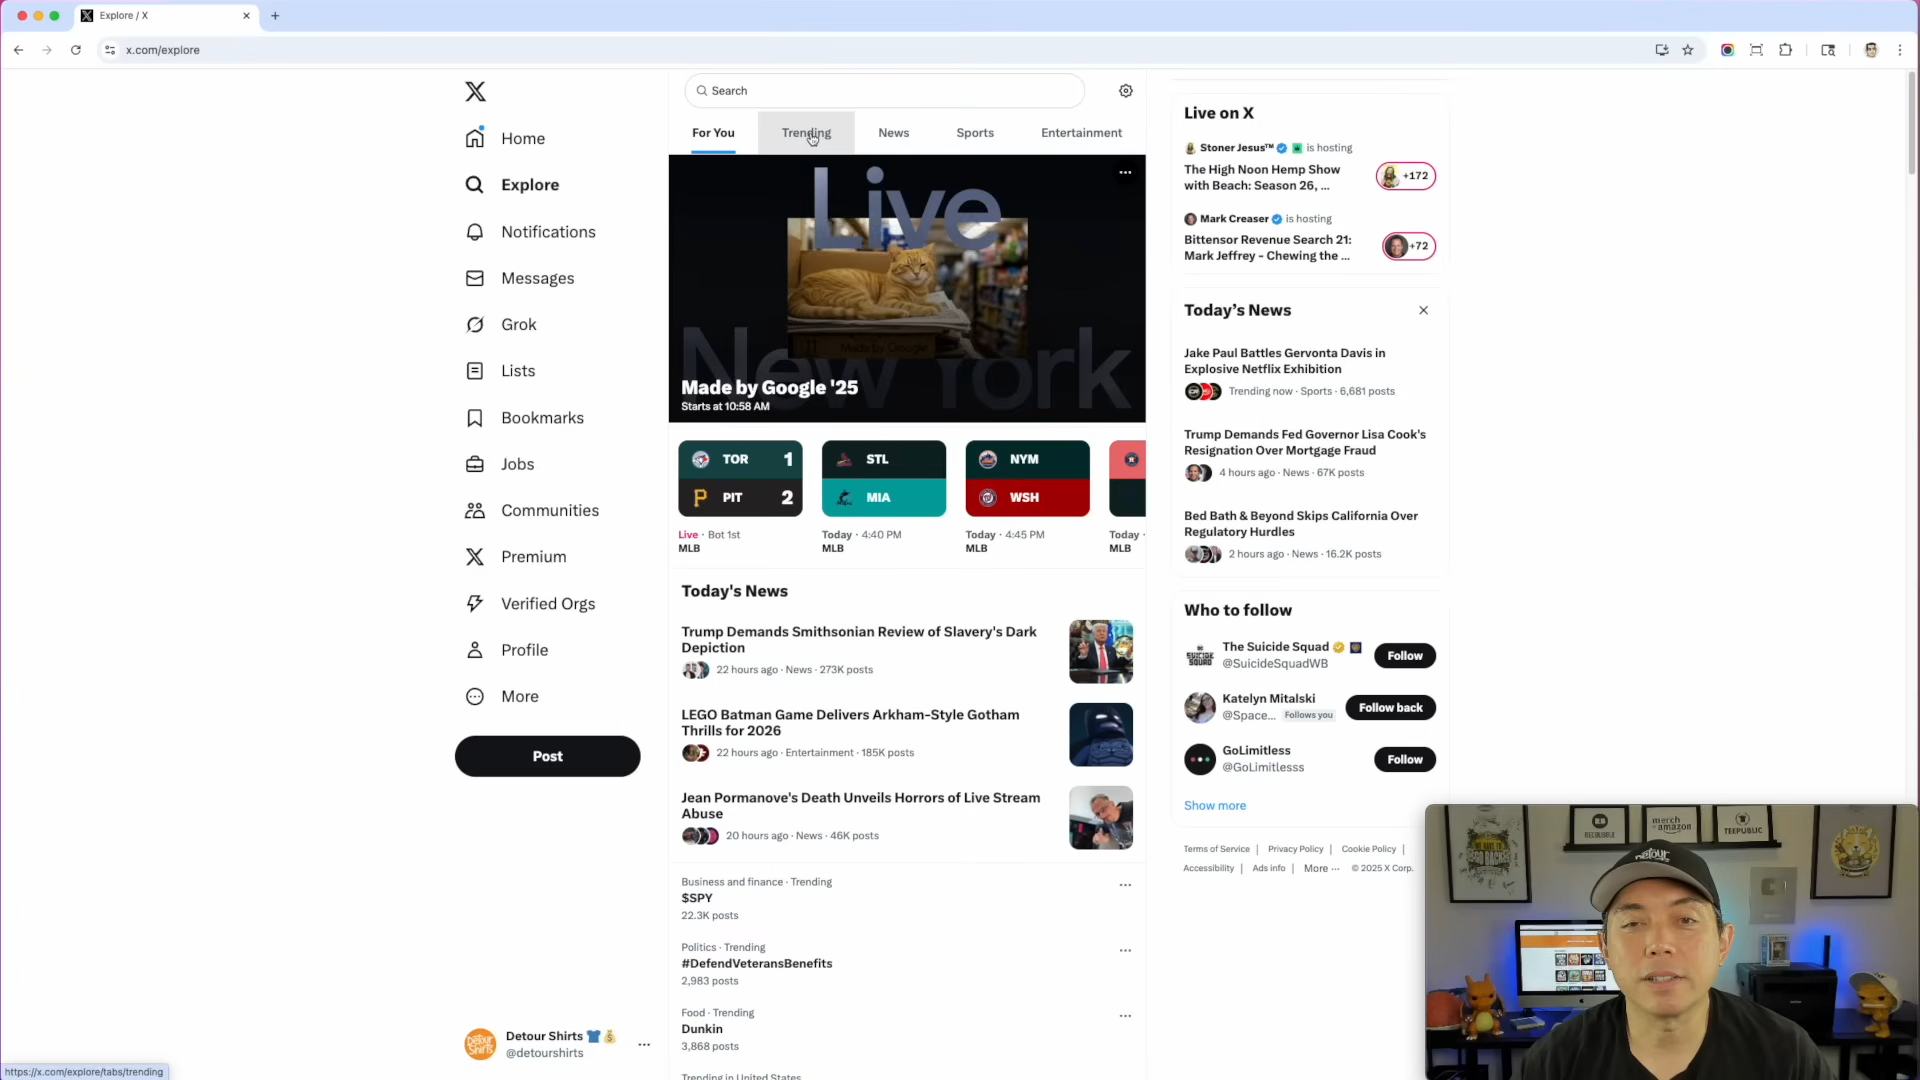 Explore / X
x.com/explore
Home
Explore
Notifications
Messages
Grok
Lists
Bookmarks
Jobs
Communities
Premium
Verified Orgs
Profile
More
Post
Detour Shirts
@detourshirts
https://x.com/explore/tabs/trending
Search
For You
Trending
News
Sports
Entertainment
Live
New York
Made by Google
Made by Google '25
Starts at 10:58 AM
TOR 1
PIT 2
Live · Bot 1st
MLB
STL
MIA
Today · 4:40 PM
MLB
NYM
WSH
Today · 4:45 PM
MLB
Today ·
MLB
Today's News
Trump Demands Smithsonian Review of Slavery's Dark
Depiction
22 hours ago · News · 273K posts
LEGO Batman Game Delivers Arkham-Style Gotham
Thrills for 2026
22 hours ago · Entertainment · 185K posts
Jean Pormanove's Death Unveils Horrors of Live Stream
Abuse
20 hours ago · News · 46K posts
Business and finance · Trending
$SPY
22.3K posts
Politics · Trending
#DefendVeteransBenefits
2,983 posts
Food · Trending
Dunkin
3,868 posts
Trending in United States
Live on X
Stoner Jesus™ is hosting
The High Noon Hemp Show
with Beach: Season 26, ...
+172
Mark Creaser is hosting
Bittensor Revenue Search 21:
Mark Jeffrey - Chewing the ...
+72
Today's News
Jake Paul Battles Gervonta Davis in
Explosive Netflix Exhibition
Trending now · Sports · 6,681 posts
Trump Demands Fed Governor Lisa Cook's
Resignation Over Mortgage Fraud
4 hours ago · News · 67K posts
Bed Bath & Beyond Skips California Over
Regulatory Hurdles
2 hours ago · News · 16.2K posts
Who to follow
The Suicide Squad
@SuicideSquadWB
Follow
Katelyn Mitalski
@Space... Follows you
Follow back
GoLimitless
@GoLimitlesss
Follow
Show more
Terms of Service | Privacy Policy | Cookie Policy |
Accessibility | Ads info | More ··· © 2025 X Corp.
merch
amazon
TEEPUBLIC